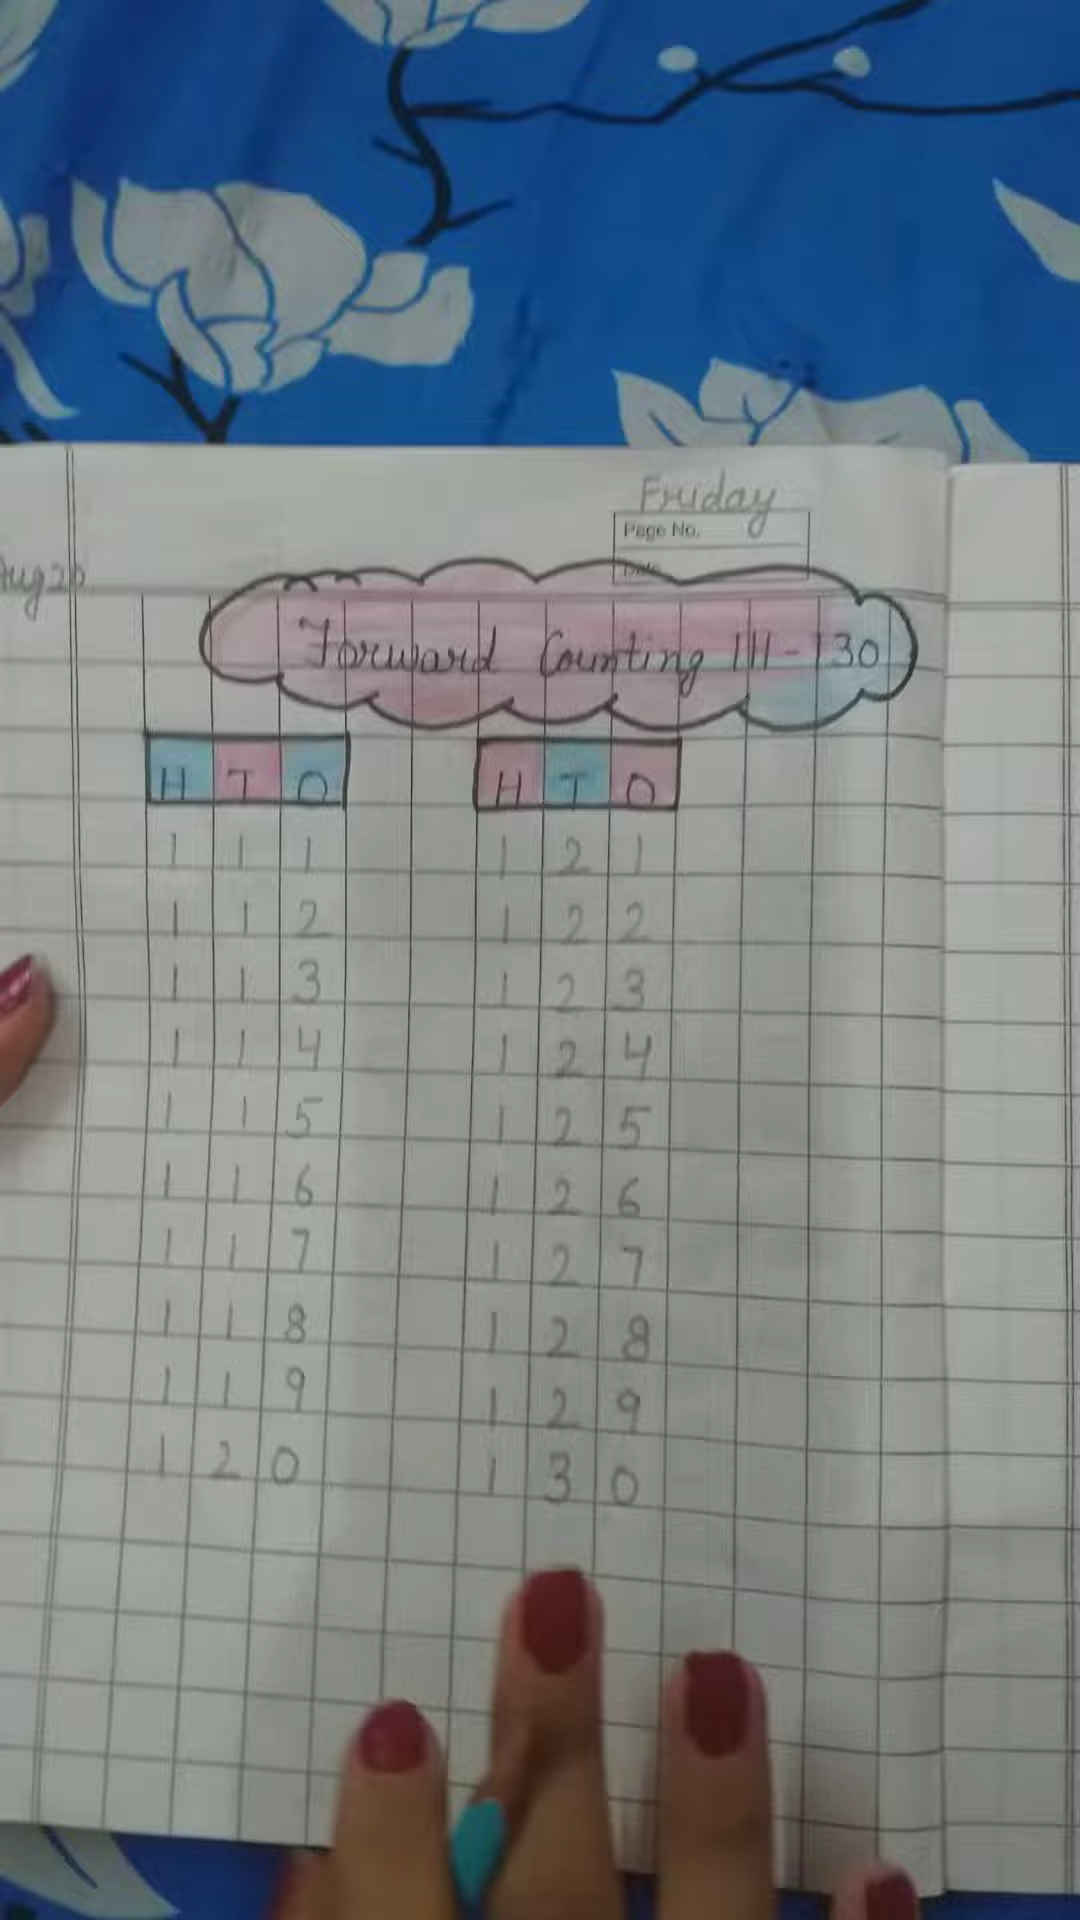 Friday
Page No.
Date
Aug 20
Forward Counting 111-130
H T O H T O
1 1 1 1 2 1
1 1 2 1 2 2
1 1 3 1 2 3
1 1 4 1 2 4
1 1 5 1 2 5
1 1 6 1 2 6
1 1 7 1 2 7
1 1 8 1 2 8
1 1 9 1 2 9
1 2 0 1 3 0